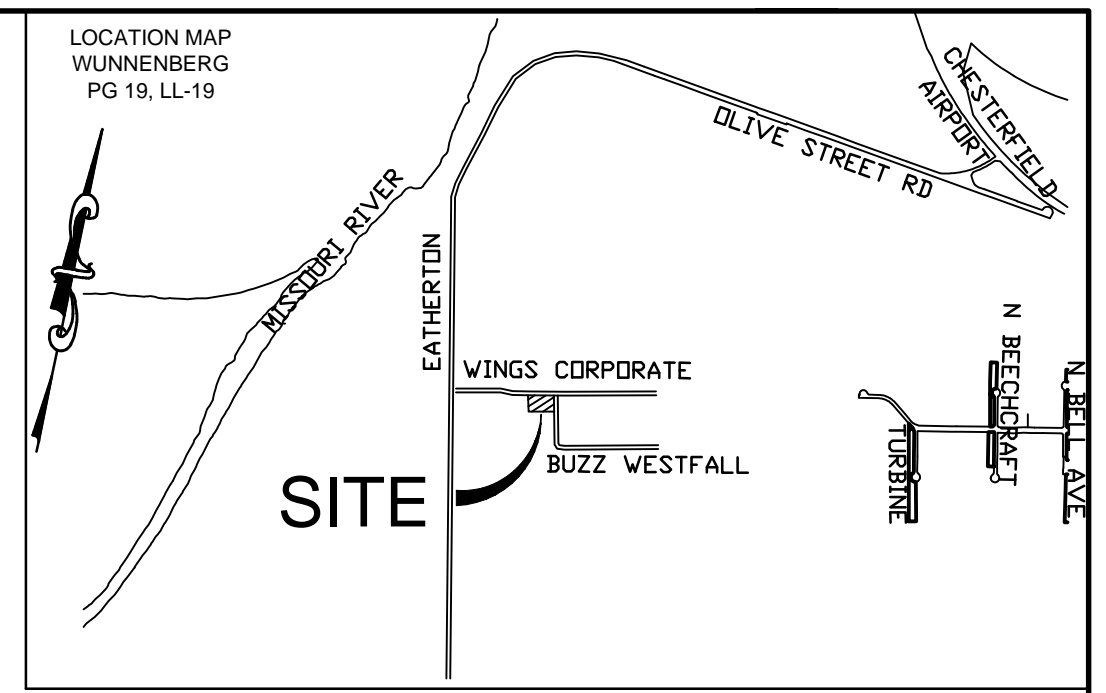 LOCATION MAP
WUNNENBERG
PG 19, LL-19
CHESTERFIELD
AIRPORT
OLIVE STREET RD
MISSOURI RIVER
EATHERTON
N BEECHCRAFT
WINGS CORPORATE
N BELL AVE
TURBINE
BUZZ WESTFALL
SITE